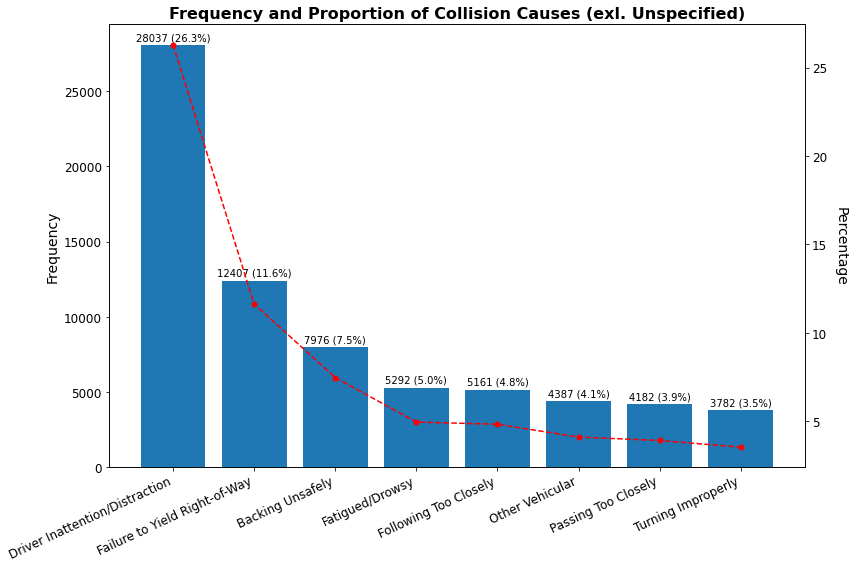 Frequency and Proportion of Collision Causes (exl. Unspecified)
28037 (26.3%)
12407 (11.6%)
7976 (7.5%)
5292 (5.0%)
5161 (4.8%)
4387 (4.1%)
4182 (3.9%)
3782 (3.5%)
Frequency
25000
20000
15000
10000
5000
0
Percentage
25
20
15
10
5
Driver Inattention/Distraction
Failure to Yield Right-of-Way
Backing Unsafely
Fatigued/Drowsy
Following Too Closely
Other Vehicular
Passing Too Closely
Turning Improperly